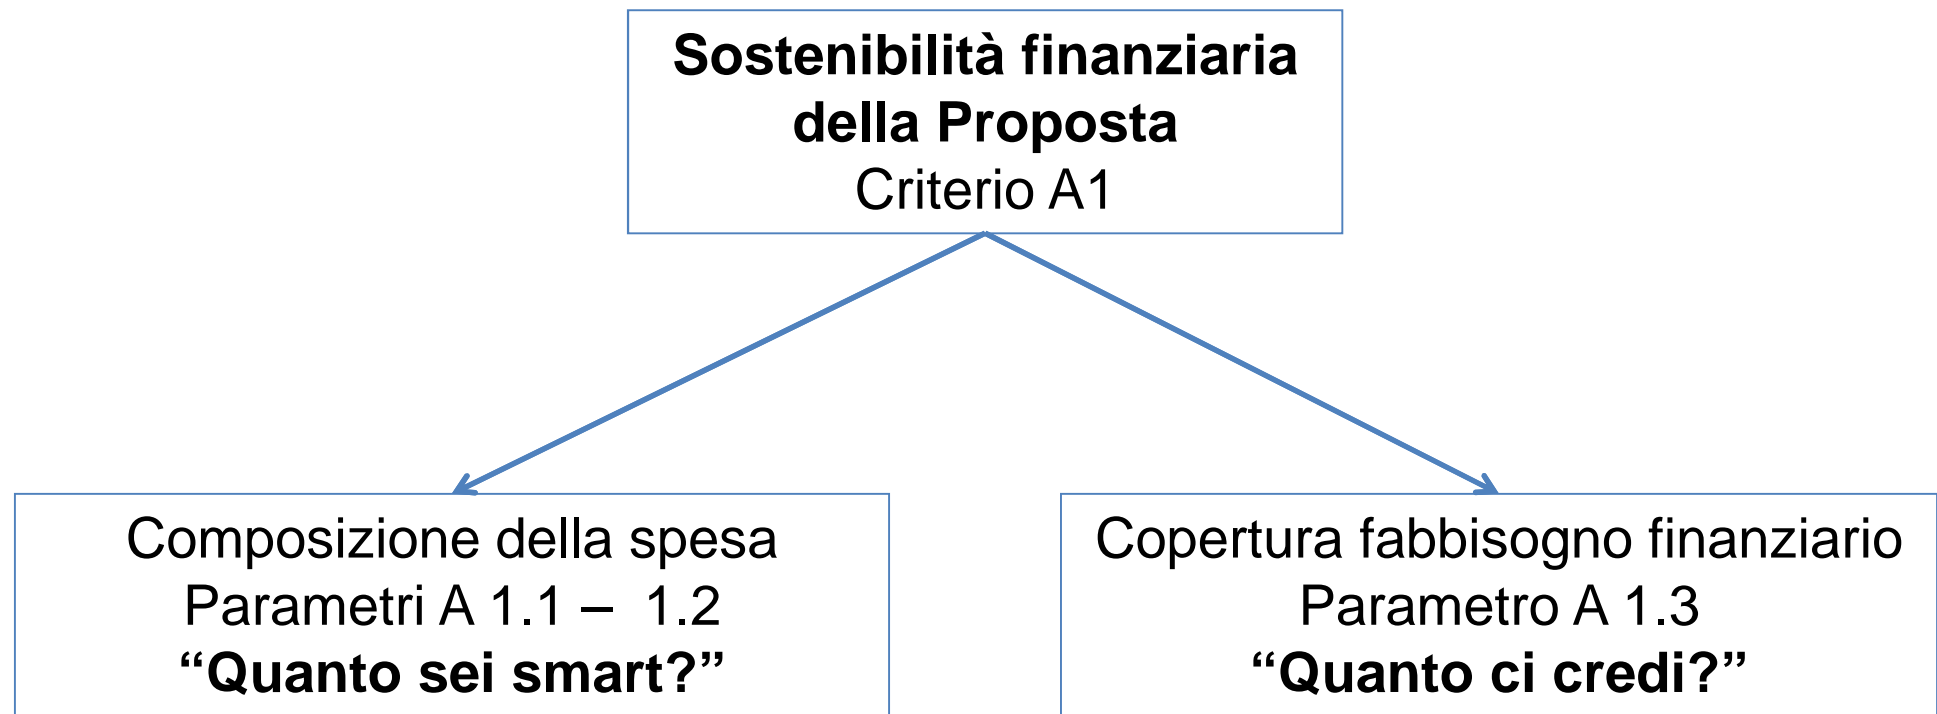 Sostenibilità finanziaria
della Proposta
Criterio A1
Composizione della spesa
Parametri A 1.1 – 1.2
“Quanto sei smart?”
Copertura fabbisogno finanziario
Parametro A 1.3
“Quanto ci credi?”